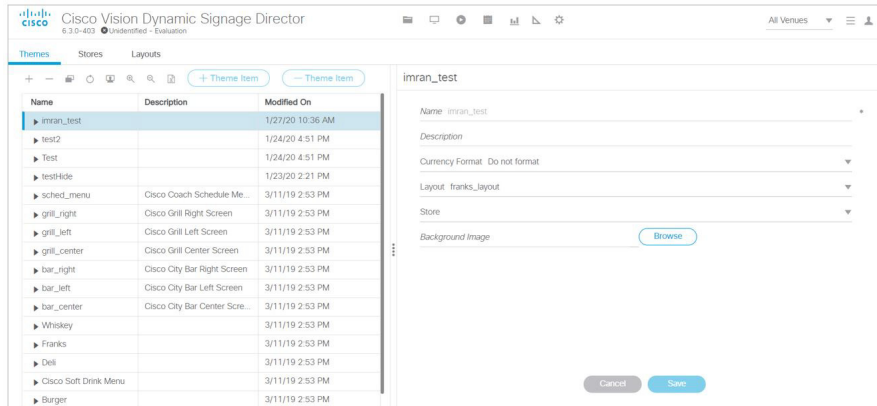 CISCO Cisco Vision Dynamic Signage Director
6.3.0-403 Unidentified - Evaluation
All Venues
Themes Stores Layouts
+ Theme Item — Theme Item
imran_test
Name Description Modified On
imran_test 1/27/20 10:36 AM
test2 1/24/20 4:51 PM
Test 1/24/20 4:51 PM
testHide 1/23/20 2:21 PM
sched_menu Cisco Coach Schedule Me... 3/11/19 2:53 PM
grill_right Cisco Grill Right Screen 3/11/19 2:53 PM
grill_left Cisco Grill Left Screen 3/11/19 2:53 PM
grill_center Cisco Grill Center Screen 3/11/19 2:53 PM
bar_right Cisco City Bar Right Screen 3/11/19 2:53 PM
bar_left Cisco City Bar Left Screen 3/11/19 2:53 PM
bar_center Cisco City Bar Center Scre... 3/11/19 2:53 PM
Whiskey 3/11/19 2:53 PM
Franks 3/11/19 2:53 PM
Deli 3/11/19 2:53 PM
Cisco Soft Drink Menu 3/11/19 2:53 PM
Burger 3/11/19 2:53 PM
Name imran_test *
Description
Currency Format Do not format
Layout franks_layout
Store
Background Image Browse
Cancel Save